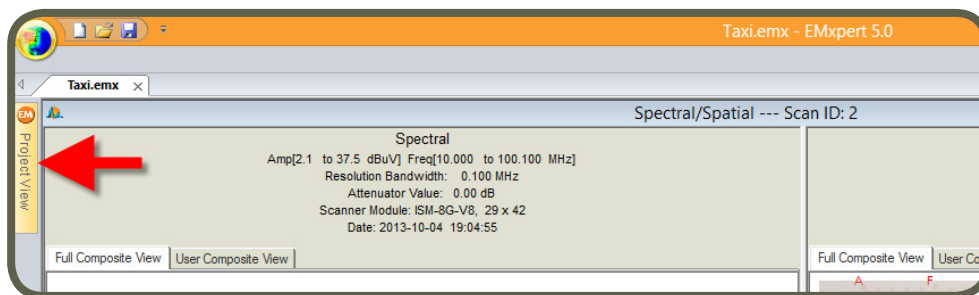 Taxi.emx - EMxpert 5.0
Taxi.emx
EM Project View
Spectral/Spatial --- Scan ID: 2
Spectral
Amp[2.1 to 37.5 dBuV] Freq[10.000 to 100.100 MHz]
Resolution Bandwidth: 0.100 MHz
Attenuator Value: 0.00 dB
Scanner Module: ISM-8G-V8, 29 x 42
Date: 2013-10-04 19:04:55
Full Composite View User Composite View
Full Composite View User Co
A F